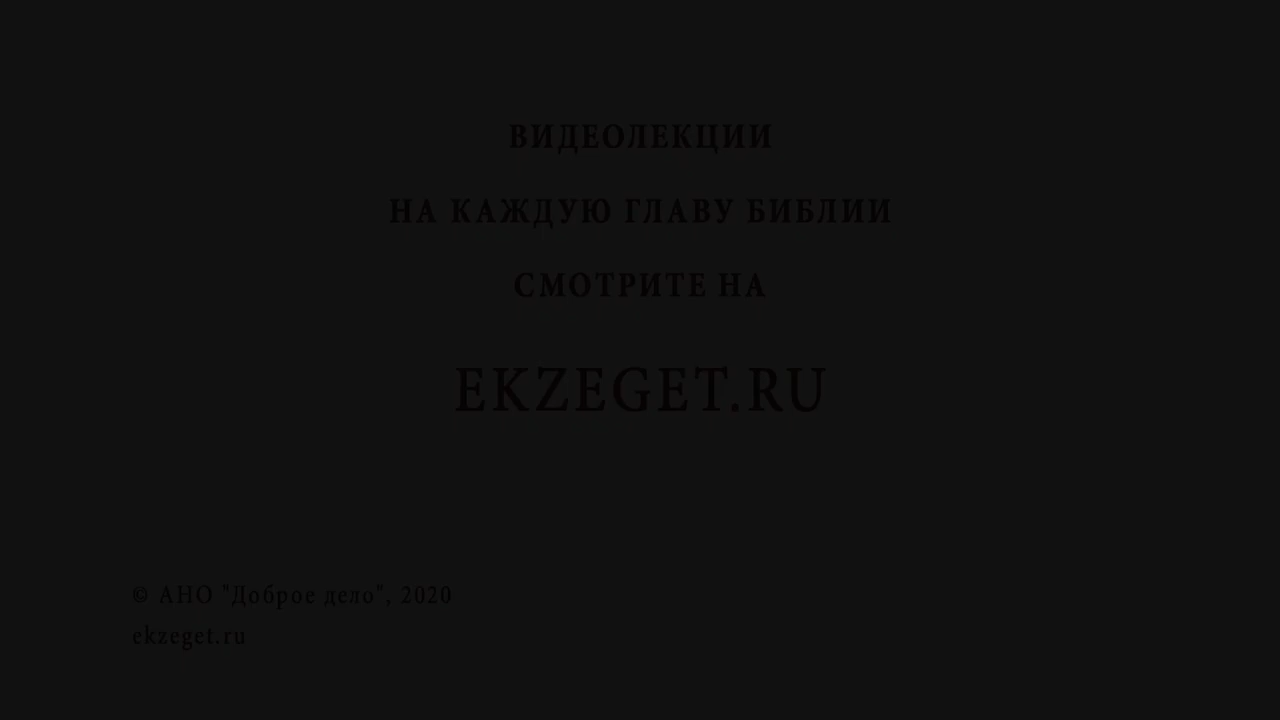 ВИДЕОЛЕКЦИИ
НА КАЖДУЮ ГЛАВУ БИБЛИИ
СМОТРИТЕ НА
EKZEGET.RU
© АНО "Доброе дело", 2020
ekzeget.ru